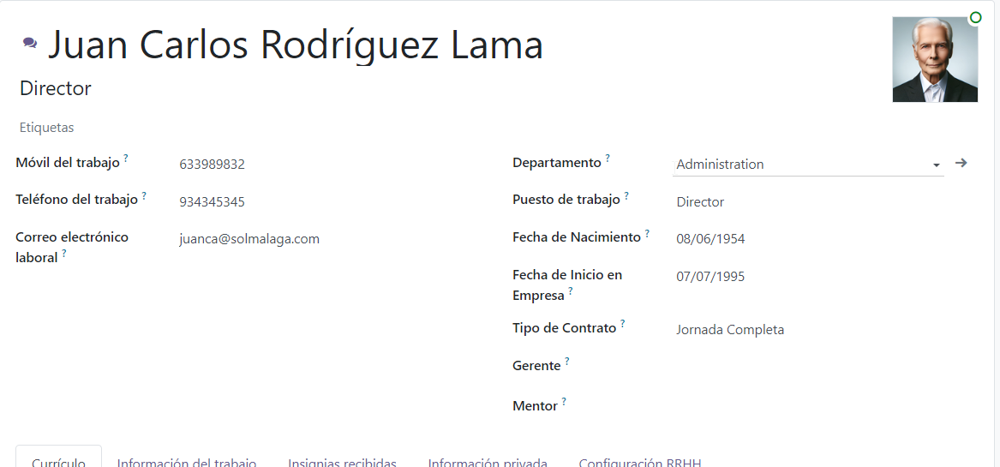 Juan Carlos Rodríguez Lama
Director
Etiquetas
Móvil del trabajo ? 633989832
Teléfono del trabajo ? 934345345
Correo electrónico laboral ? juanca@solmalaga.com
Departamento ? Administration
Puesto de trabajo ? Director
Fecha de Nacimiento ? 08/06/1954
Fecha de Inicio en Empresa ? 07/07/1995
Tipo de Contrato ? Jornada Completa
Gerente ?
Mentor ?
Currículo Información del trabajo Insignias recibidas Información privada Configuración RRHH